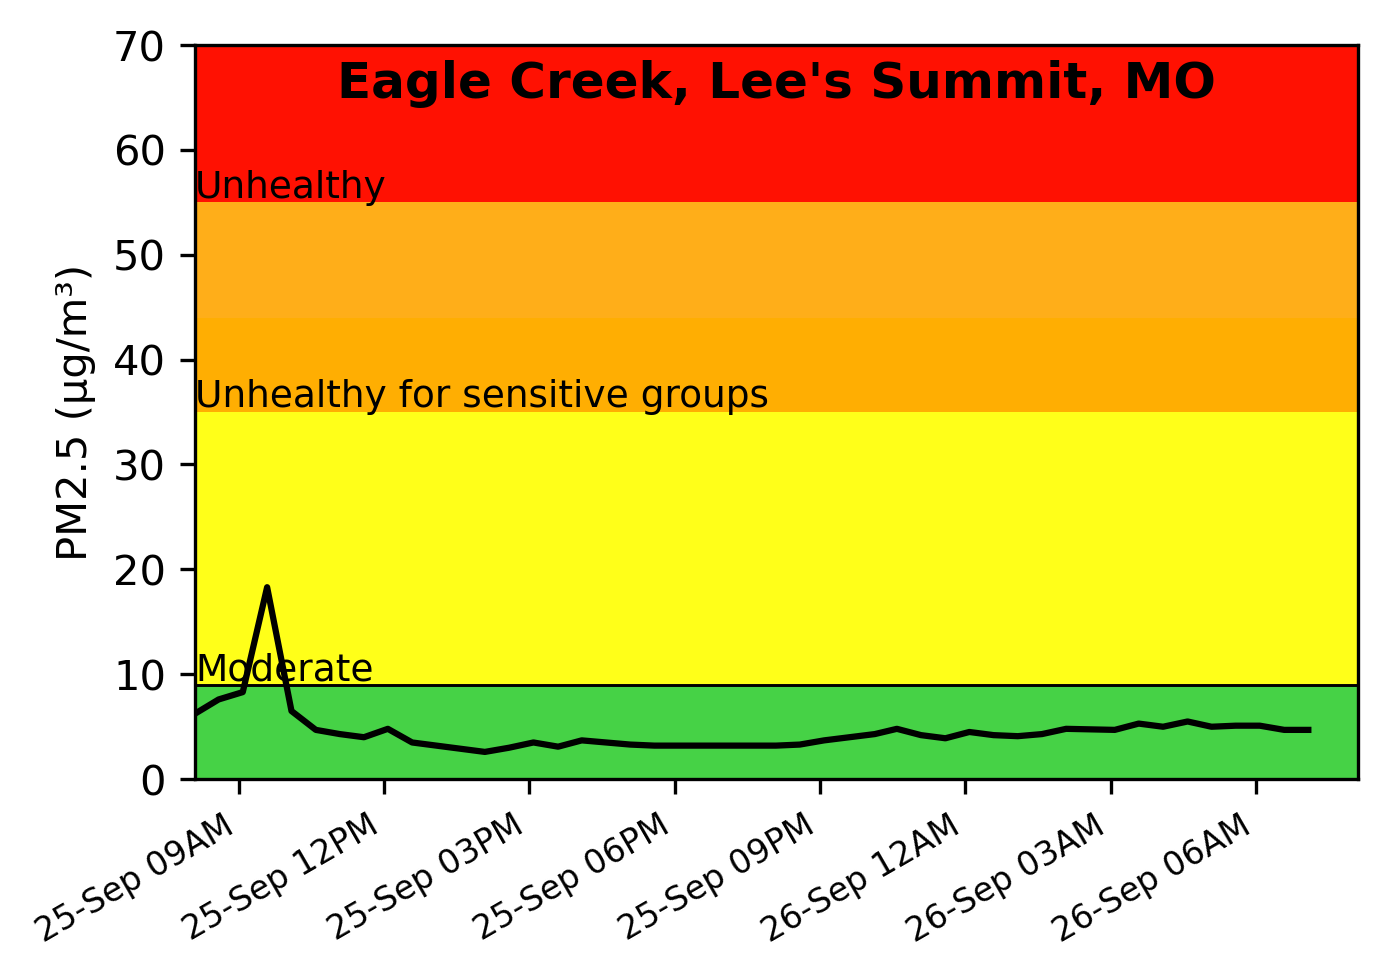 Eagle Creek, Lee's Summit, MO
70
60
50
40
30
20
10
0
PM2.5 (µg/m³)
Unhealthy
Unhealthy for sensitive groups
Moderate
25-Sep 09AM
25-Sep 12PM
25-Sep 03PM
25-Sep 06PM
25-Sep 09PM
26-Sep 12AM
26-Sep 03AM
26-Sep 06AM